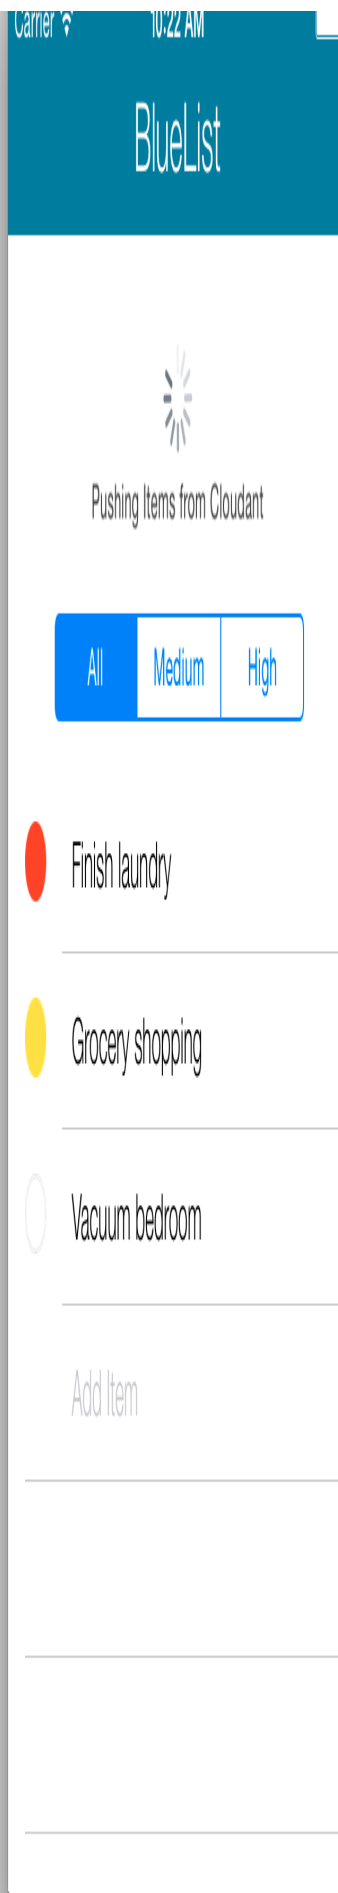 Carrier 10:22 AM
BlueList
Pushing Items from Cloudant
All Medium High
Finish laundry
Grocery shopping
Vacuum bedroom
Add Item